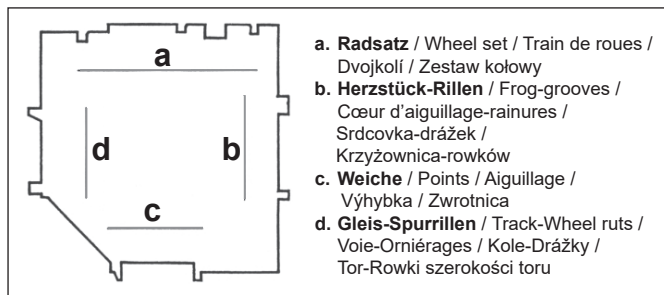 a
d
b
c
a. Radsatz / Wheel set / Train de roues /
Dvojkolí / Zestaw kołowy
b. Herzstück-Rillen / Frog-grooves /
Cœur d’aiguillage-rainures /
Srdcovka-drážek /
Krzyżownica-rowków
c. Weiche / Points / Aiguillage /
Výhybka / Zwrotnica
d. Gleis-Spurrillen / Track-Wheel ruts /
Voie-Orniérages / Kole-Drážky /
Tor-Rowki szerokości toru